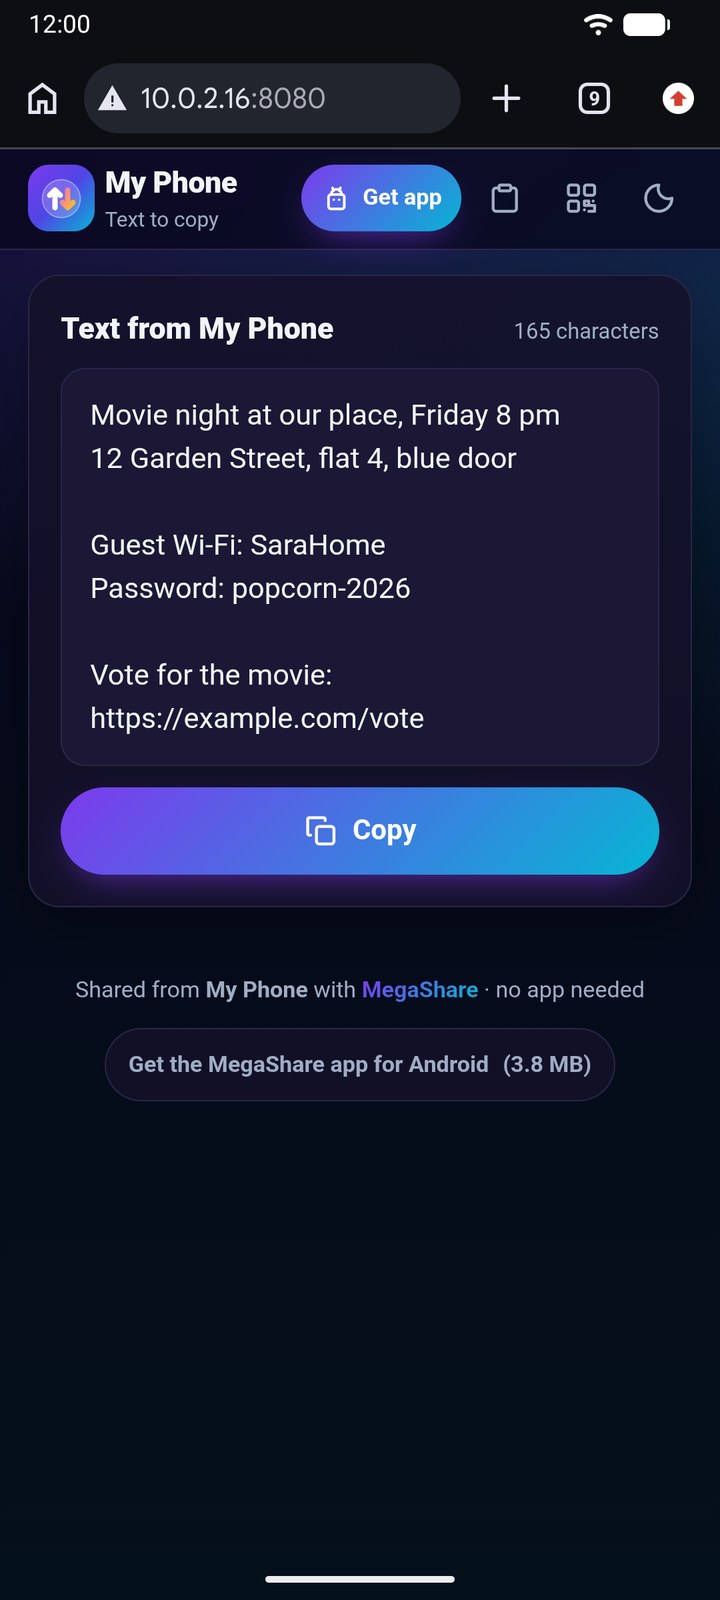 12:00
10.0.2.16:8080
9
My Phone
Text to copy
Get app
Text from My Phone
165 characters
Movie night at our place, Friday 8 pm
12 Garden Street, flat 4, blue door
Guest Wi-Fi: SaraHome
Password: popcorn-2026
Vote for the movie:
https://example.com/vote
Copy
Shared from My Phone with MegaShare · no app needed
Get the MegaShare app for Android (3.8 MB)